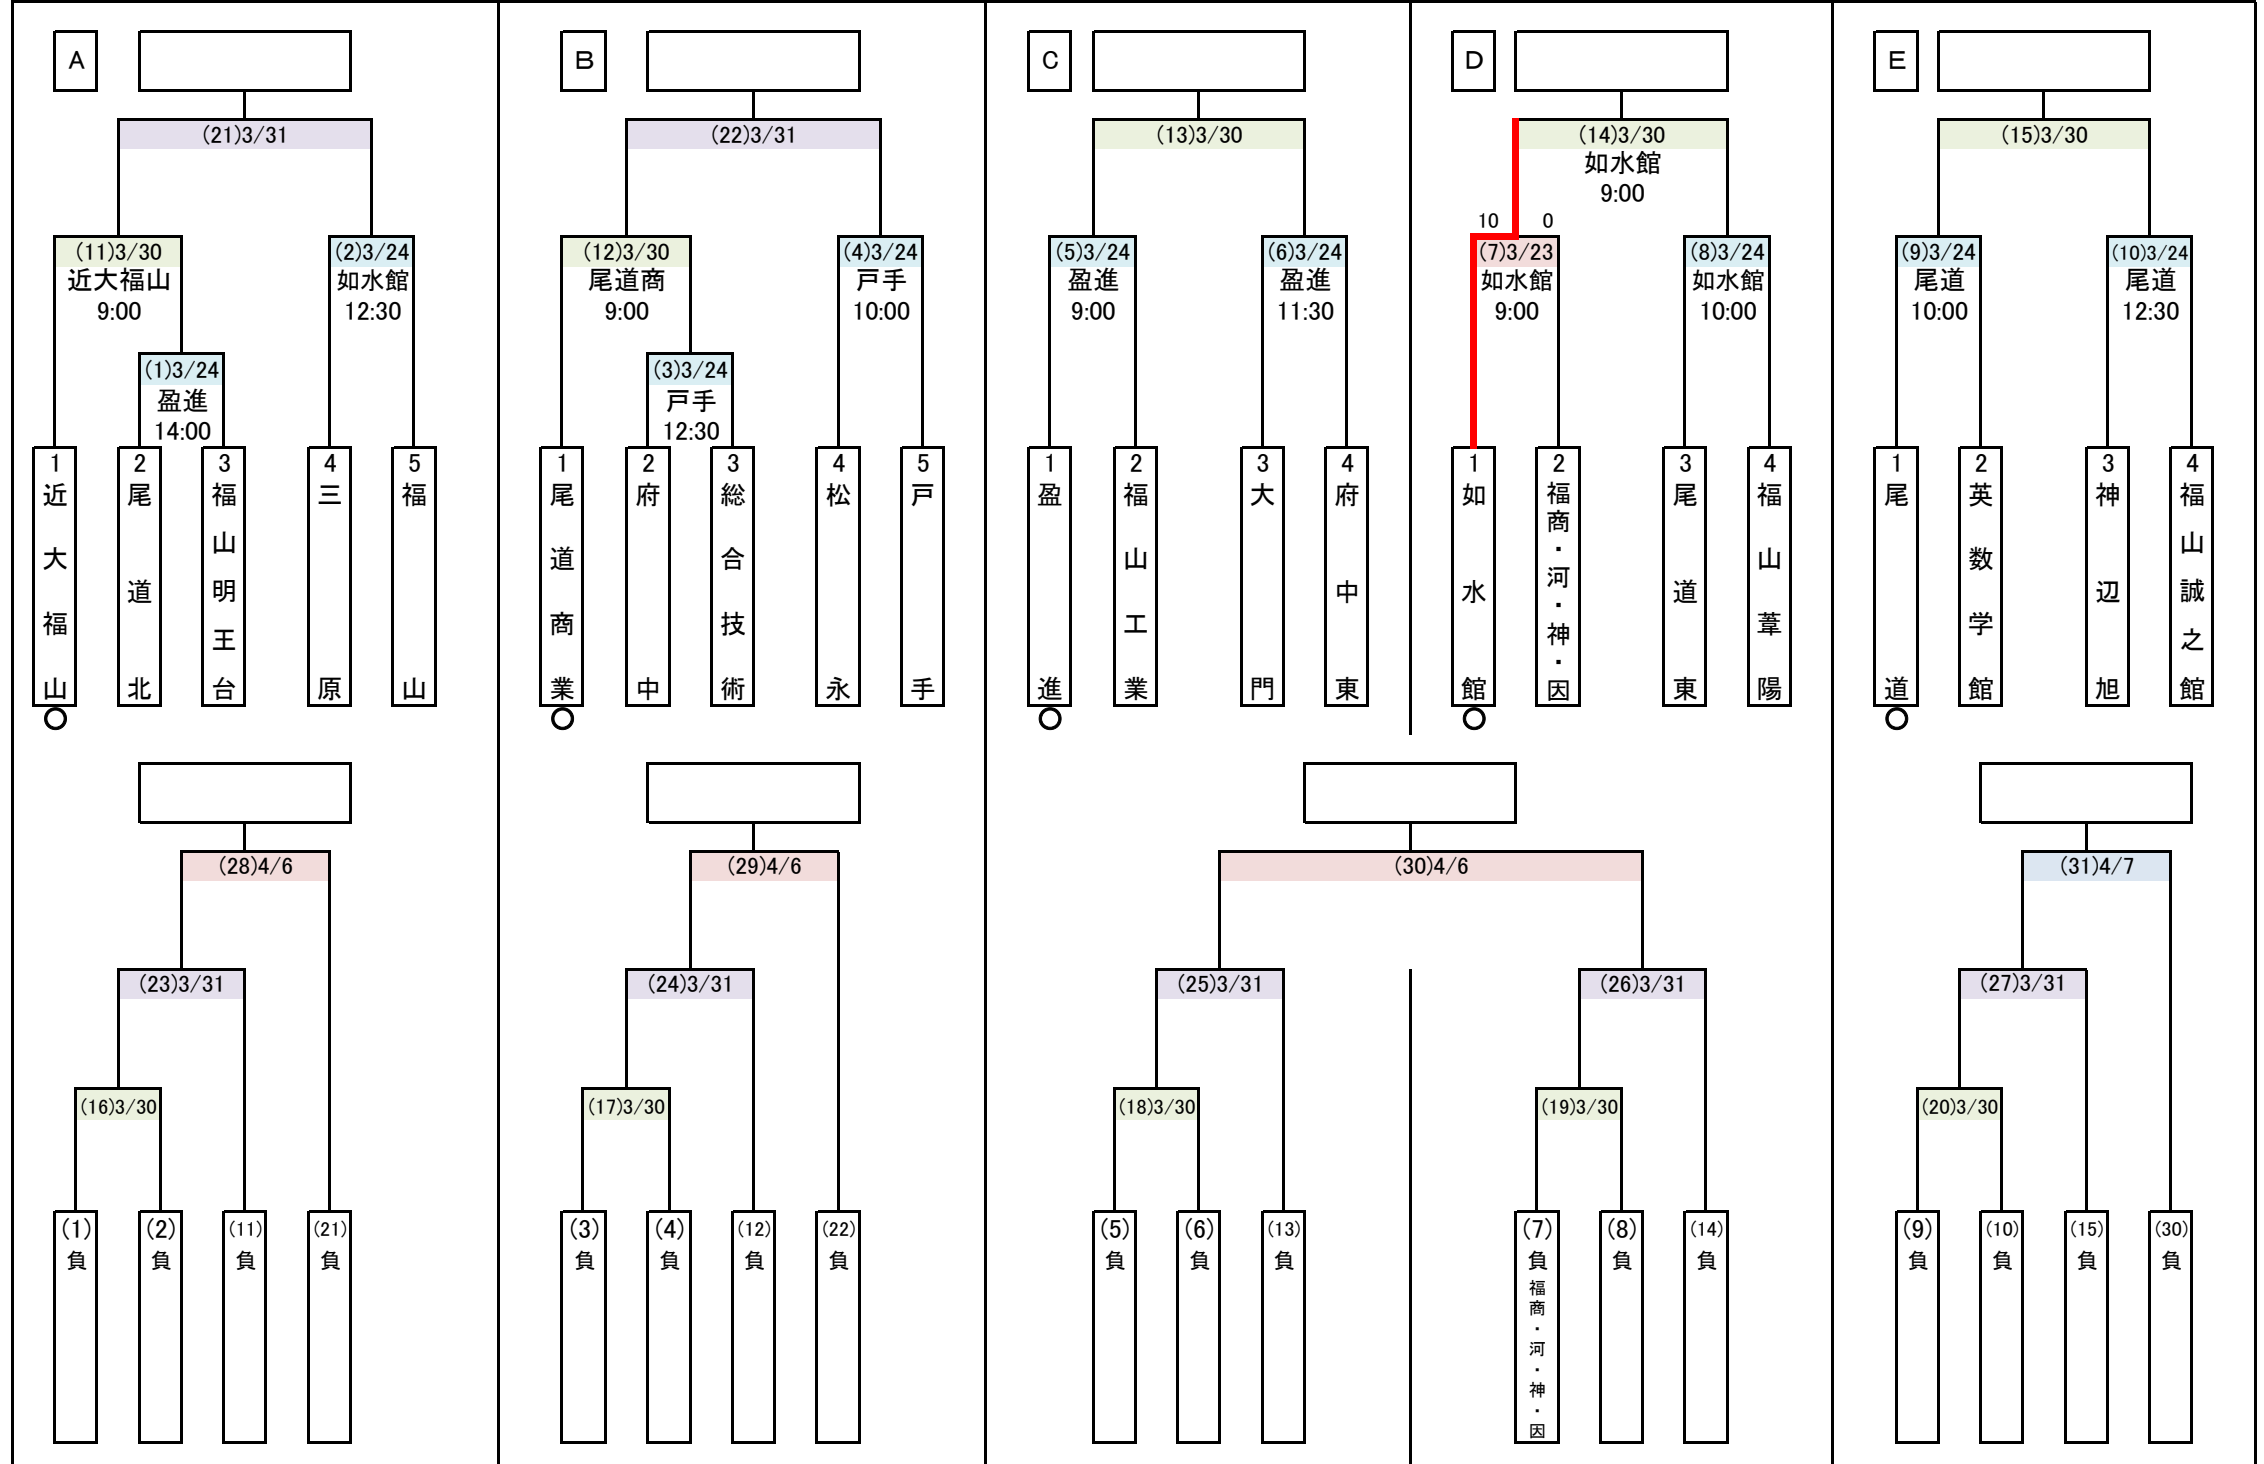 A
(21)3/31
(11)3/30
近大福山
9:00
(2)3/24
如水館
12:30
(1)3/24
盈進
14:00
1 近大福山
2 尾道北
3 福山明王台
4 三原
5 福山
○
B
(22)3/31
(12)3/30
尾道商
9:00
(4)3/24
戸手
10:00
(3)3/24
戸手
12:30
1 尾道商業
2 府中
3 総合技術
4 松永
5 戸手
○
C
(13)3/30
(5)3/24
盈進
9:00
(6)3/24
盈進
11:30
1 盈進
2 福山工業
3 大門
4 府中東
○
D
(14)3/30
如水館
9:00
10 0
(7)3/23
如水館
9:00
(8)3/24
如水館
10:00
1 如水館
2 福商・河・神・因
3 尾道東
4 福山葦陽
○
E
(15)3/30
(9)3/24
尾道
10:00
(10)3/24
尾道
12:30
1 尾道
2 英数学館
3 神辺旭
4 福山誠之館
○
(28)4/6
(23)3/31
(16)3/30
(1)負
(2)負
(11)負
(21)負
(29)4/6
(24)3/31
(17)3/30
(3)負
(4)負
(12)負
(22)負
(30)4/6
(25)3/31
(26)3/31
(18)3/30
(19)3/30
(5)負
(6)負
(13)負
(7)負 福商・河・神・因
(8)負
(14)負
(31)4/7
(27)3/31
(20)3/30
(9)負
(10)負
(15)負
(30)負